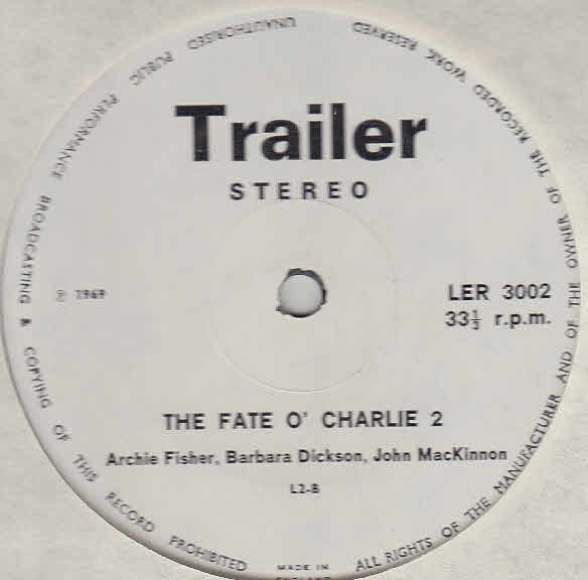 Trailer
STEREO
℗ 1969
LER 3002
33⅓ r.p.m.
THE FATE O' CHARLIE 2
Archie Fisher, Barbara Dickson, John MacKinnon
L2-B
MADE IN
ENGLAND
ALL RIGHTS OF THE MANUFACTURER AND OF THE OWNER OF THE RECORDED WORK RESERVED
UNAUTHORISED PUBLIC PERFORMANCE BROADCASTING & COPYING OF THIS RECORD PROHIBITED